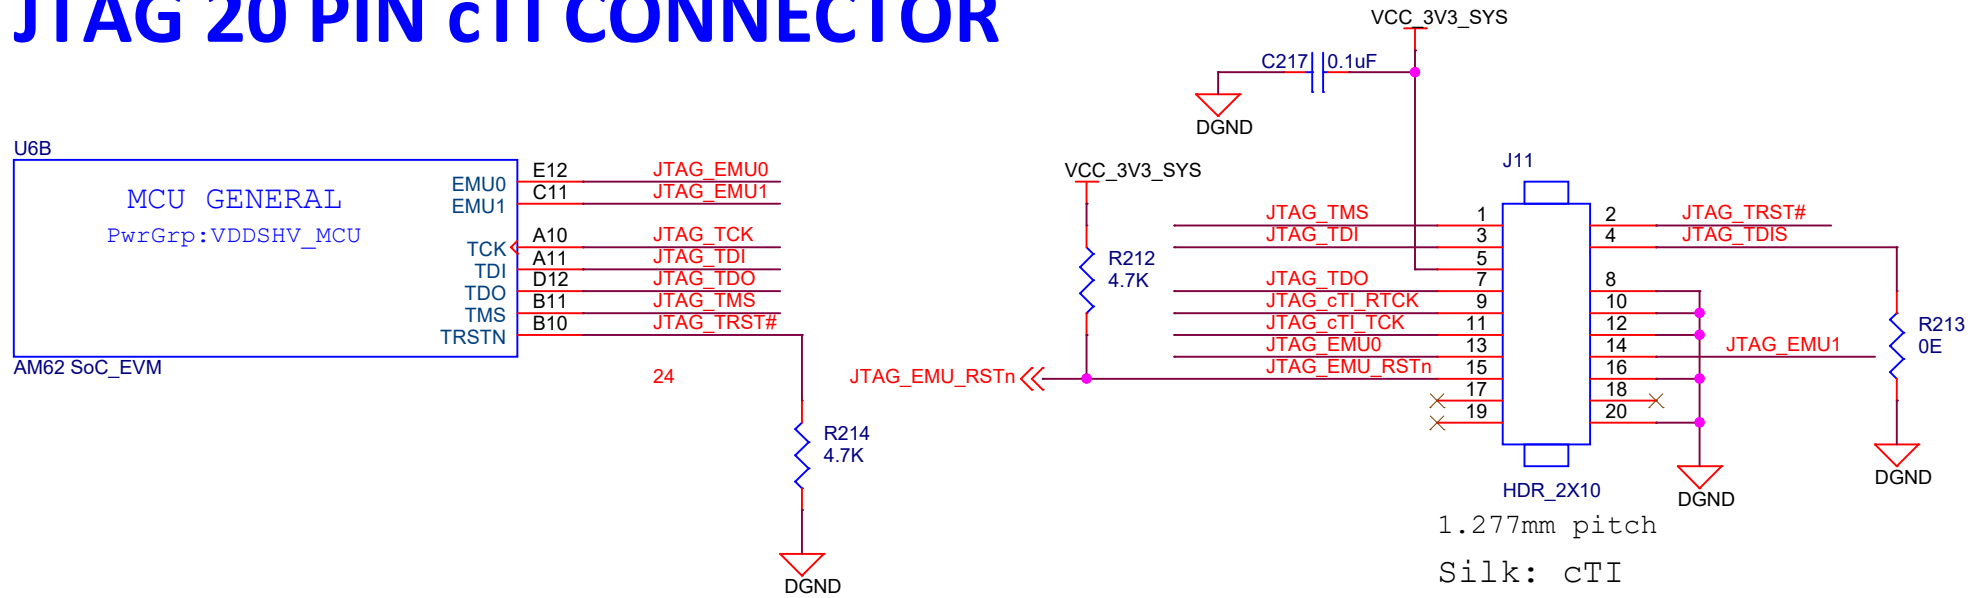 JTAG 20 PIN cTI CONNECTOR
VCC_3V3_SYS
C217
0.1uF
DGND
U6B
MCU GENERAL
PwrGrp:VDDSHV_MCU
EMU0 E12 JTAG_EMU0
EMU1 C11 JTAG_EMU1
TCK A10 JTAG_TCK
TDI A11 JTAG_TDI
TDO D12 JTAG_TDO
TMS B11 JTAG_TMS
TRSTN B10 JTAG_TRST#
AM62 SoC_EVM
24
R214
4.7K
DGND
VCC_3V3_SYS
R212
4.7K
JTAG_EMU_RSTn
J11
JTAG_TMS 1 2 JTAG_TRST#
JTAG_TDI 3 4 JTAG_TDIS
5
JTAG_TDO 7 8
JTAG_cTI_RTCK 9 10
JTAG_cTI_TCK 11 12
JTAG_EMU0 13 14 JTAG_EMU1
JTAG_EMU_RSTn 15 16
17 18
19 20
R213
0E
DGND
DGND
HDR_2X10
1.277mm pitch
Silk: cTI